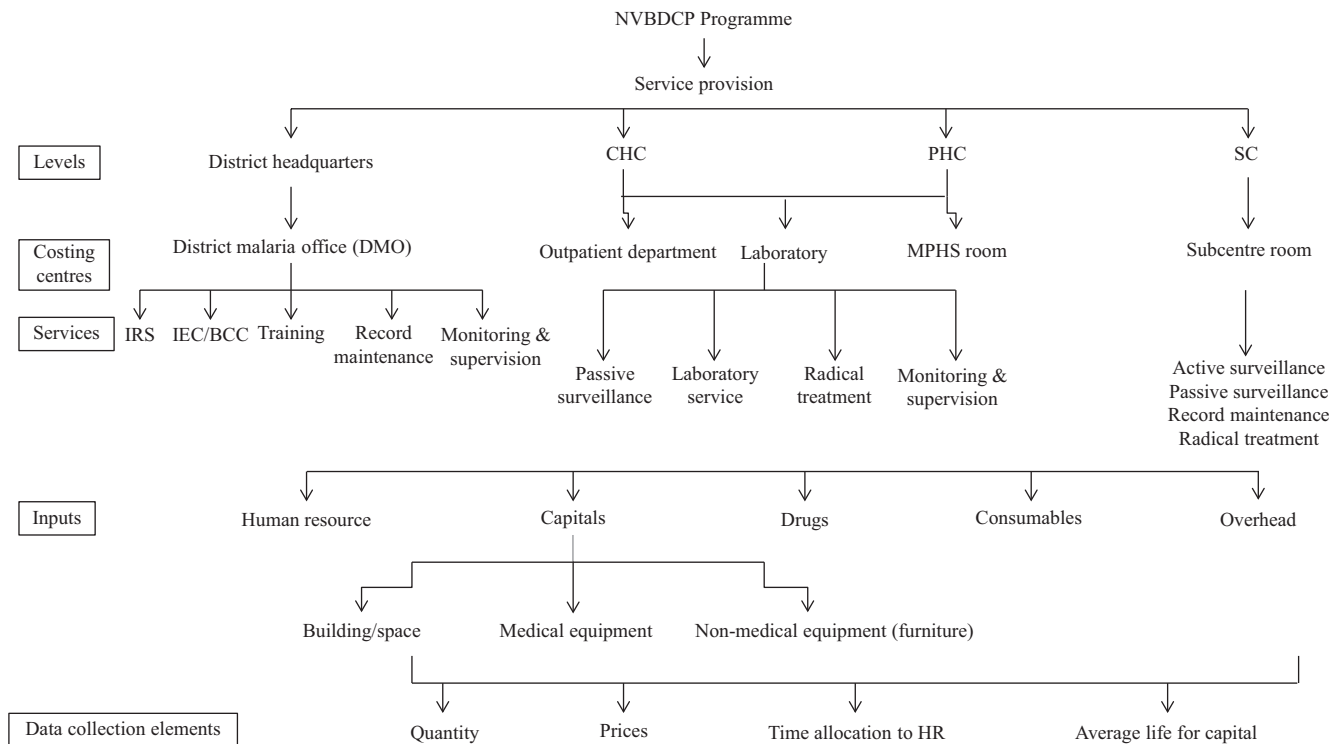 NVBDCP Programme
Service provision
Levels
District headquarters
CHC
PHC
SC
Costing
centres
District malaria office (DMO)
Outpatient department
Laboratory
MPHS room
Subcentre room
Services
IRS
IEC/BCC
Training
Record
maintenance
Monitoring &
supervision
Passive
surveillance
Laboratory
service
Radical
treatment
Monitoring &
supervision
Active surveillance
Passive surveillance
Record maintenance
Radical treatment
Inputs
Human resource
Capitals
Drugs
Consumables
Overhead
Building/space
Medical equipment
Non-medical equipment (furniture)
Data collection elements
Quantity
Prices
Time allocation to HR
Average life for capital